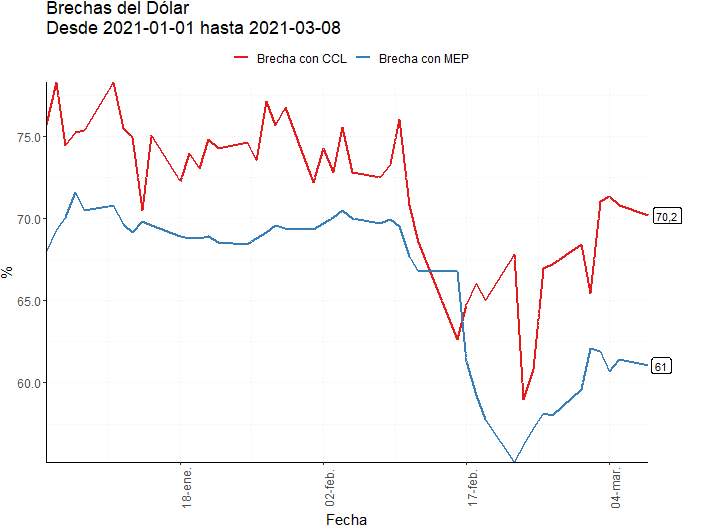 Brechas del Dólar
Desde 2021-01-01 hasta 2021-03-08
Brecha con CCL
Brecha con MEP
75.0
70.0
65.0
60.0
%
70,2
61
18-ene.
02-feb.
17-feb.
04-mar.
Fecha